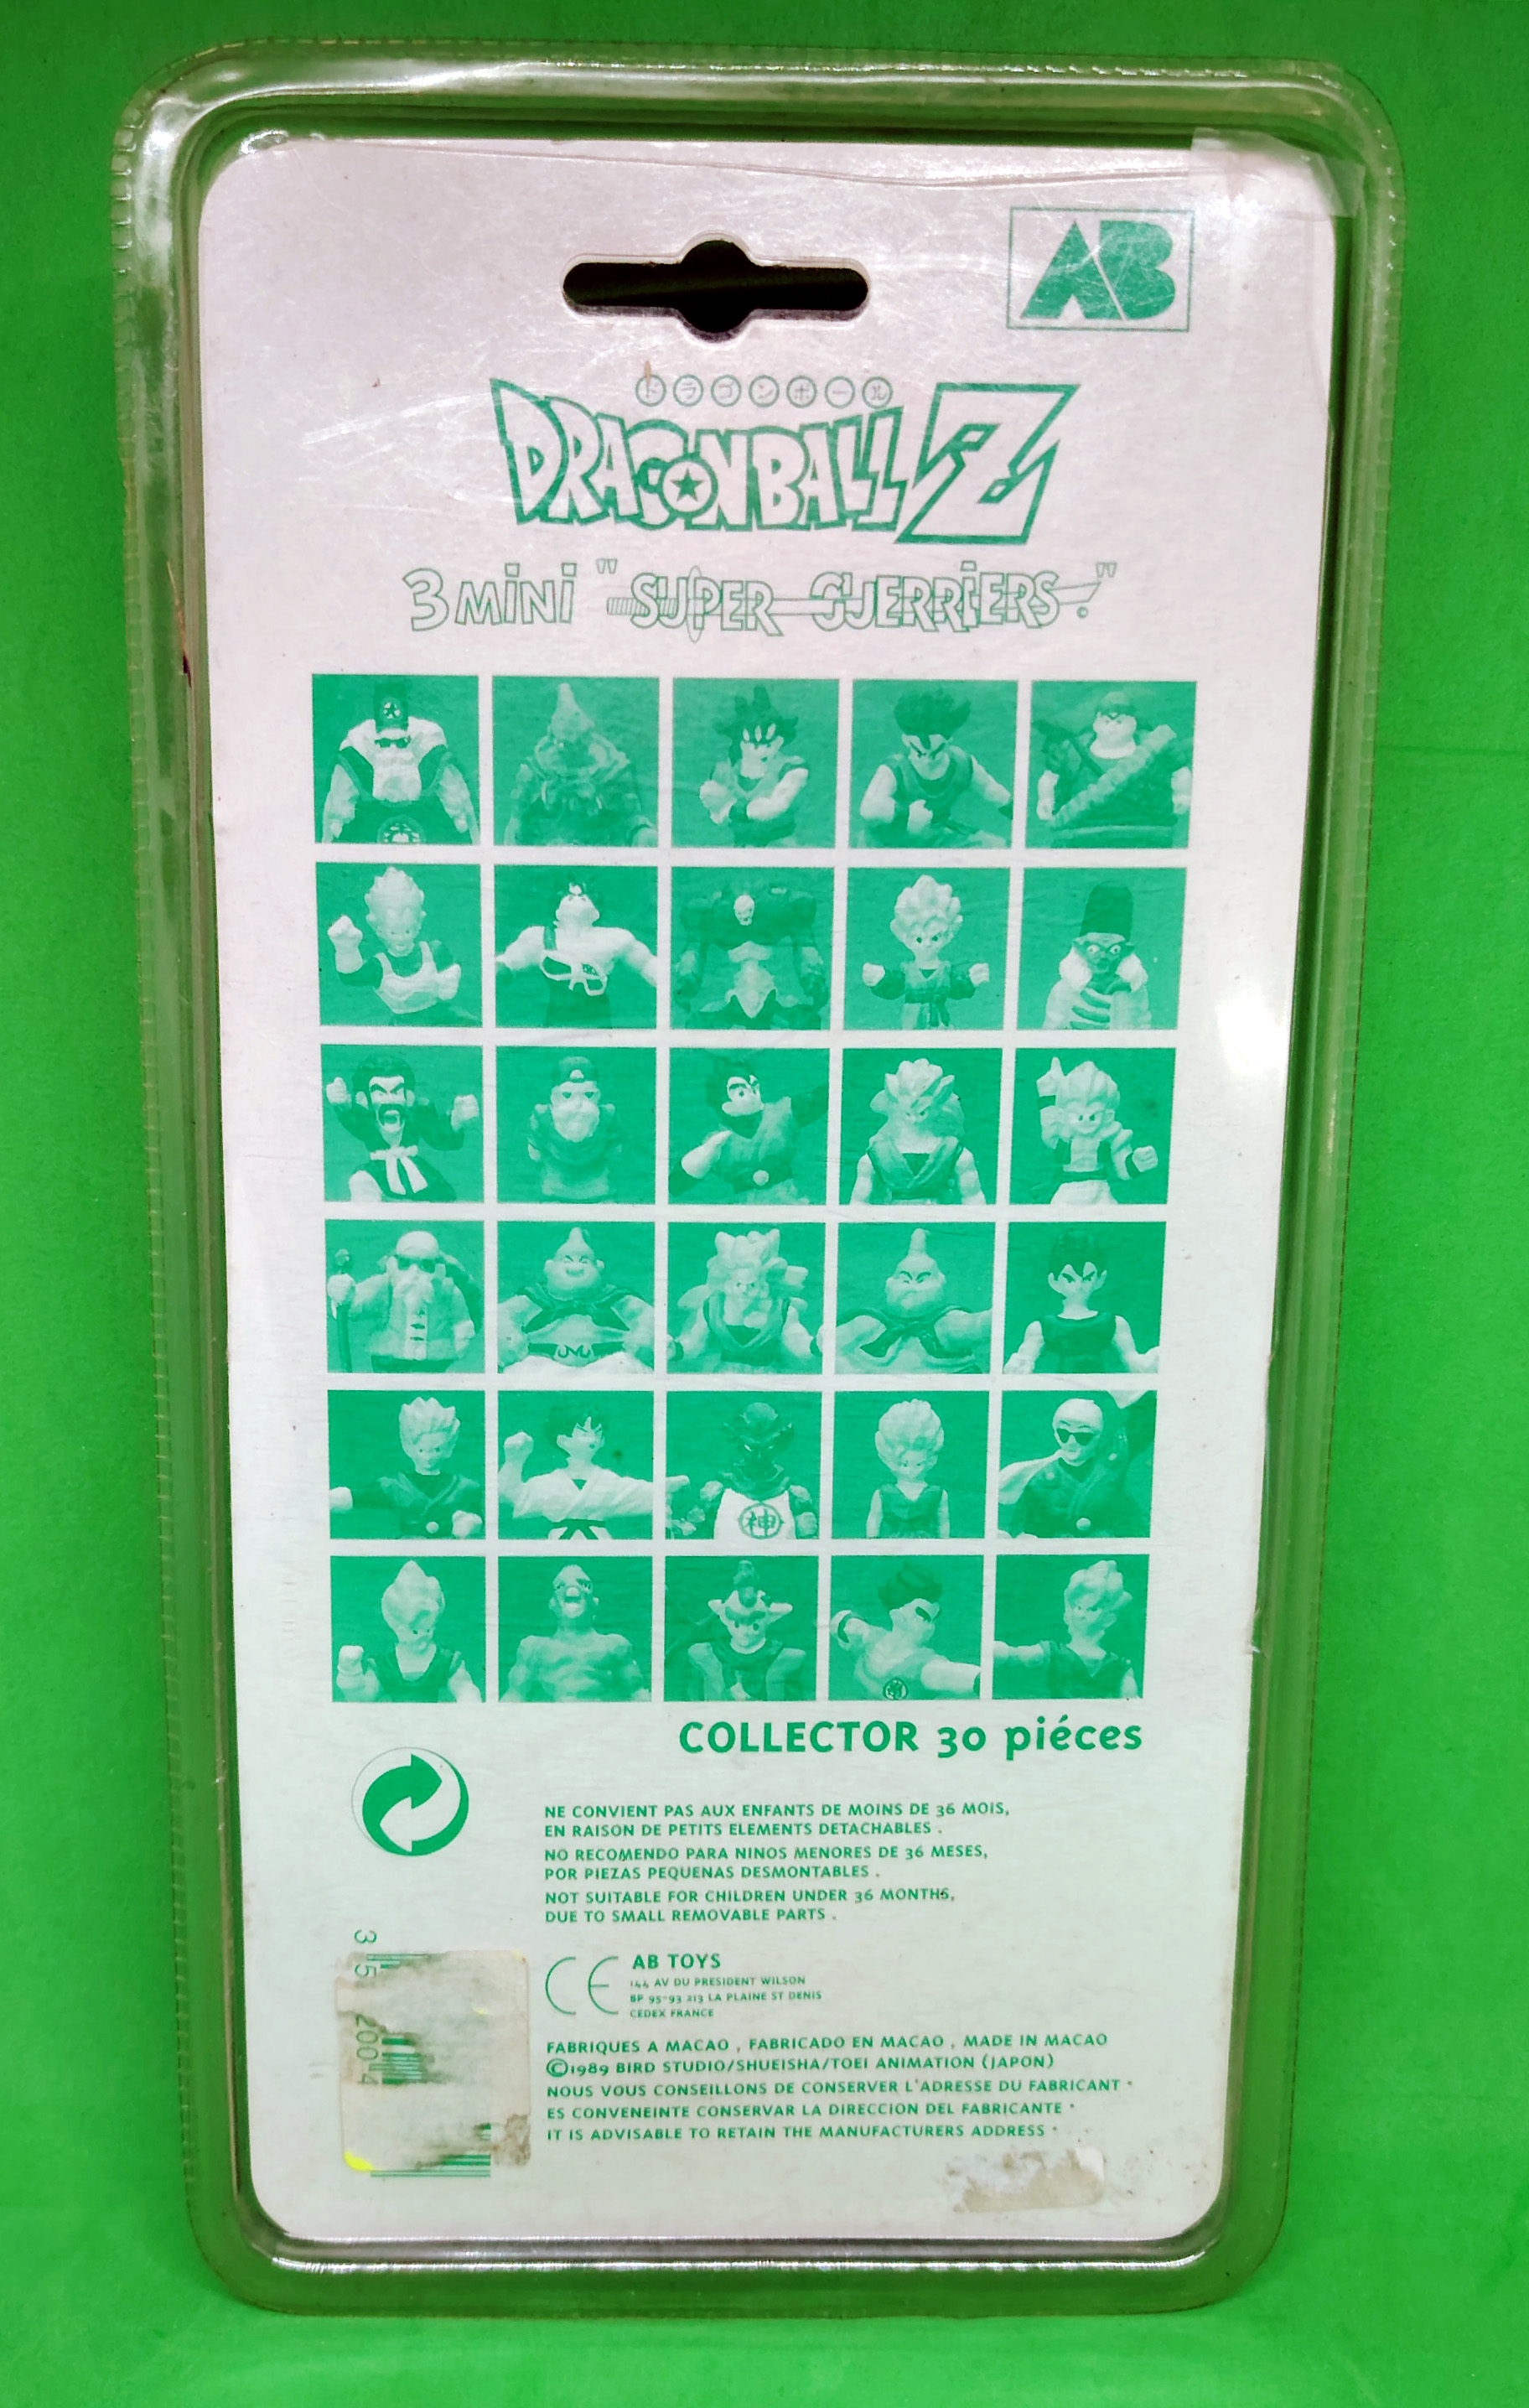 AB
ドラゴンボール
DRAGONBALL Z
3 MiNi "SUPER GUERRiERS"
神
COLLECTOR 30 piéces
NE CONVIENT PAS AUX ENFANTS DE MOINS DE 36 MOIS,
EN RAISON DE PETITS ELEMENTS DETACHABLES .
NO RECOMENDO PARA NINOS MENORES DE 36 MESES,
POR PIEZAS PEQUENAS DESMONTABLES .
NOT SUITABLE FOR CHILDREN UNDER 36 MONTHS,
DUE TO SMALL REMOVABLE PARTS .
CE AB TOYS
144 AV DU PRESIDENT WILSON
BP 95-93 213 LA PLAINE ST DENIS
CEDEX FRANCE
FABRIQUES A MACAO , FABRICADO EN MACAO , MADE IN MACAO
©1989 BIRD STUDIO/SHUEISHA/TOEI ANIMATION (JAPON)
NOUS VOUS CONSEILLONS DE CONSERVER L'ADRESSE DU FABRICANT •
ES CONVENEINTE CONSERVAR LA DIRECCION DEL FABRICANTE •
IT IS ADVISABLE TO RETAIN THE MANUFACTURERS ADDRESS •